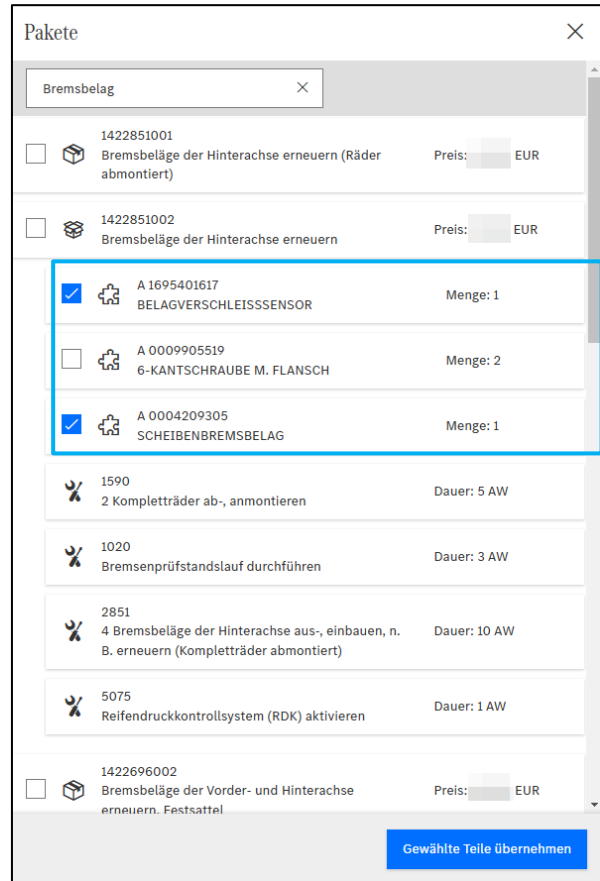 Pakete
Bremsbelag
1422851001
Bremsbeläge der Hinterachse erneuern (Räder
abmontiert)
Preis: EUR
1422851002
Bremsbeläge der Hinterachse erneuern
Preis: EUR
A 1695401617
BELAGVERSCHLEISSSENSOR
Menge: 1
A 0009905519
6-KANTSCHRAUBE M. FLANSCH
Menge: 2
A 0004209305
SCHEIBENBREMSBELAG
Menge: 1
1590
2 Kompletträder ab-, anmontieren
Dauer: 5 AW
1020
Bremsenprüfstandslauf durchführen
Dauer: 3 AW
2851
4 Bremsbeläge der Hinterachse aus-, einbauen, n.
B. erneuern (Kompletträder abmontiert)
Dauer: 10 AW
5075
Reifendruckkontrollsystem (RDK) aktivieren
Dauer: 1 AW
1422696002
Bremsbeläge der Vorder- und Hinterachse
erneuern, Festsattel
Preis: EUR
Gewählte Teile übernehmen